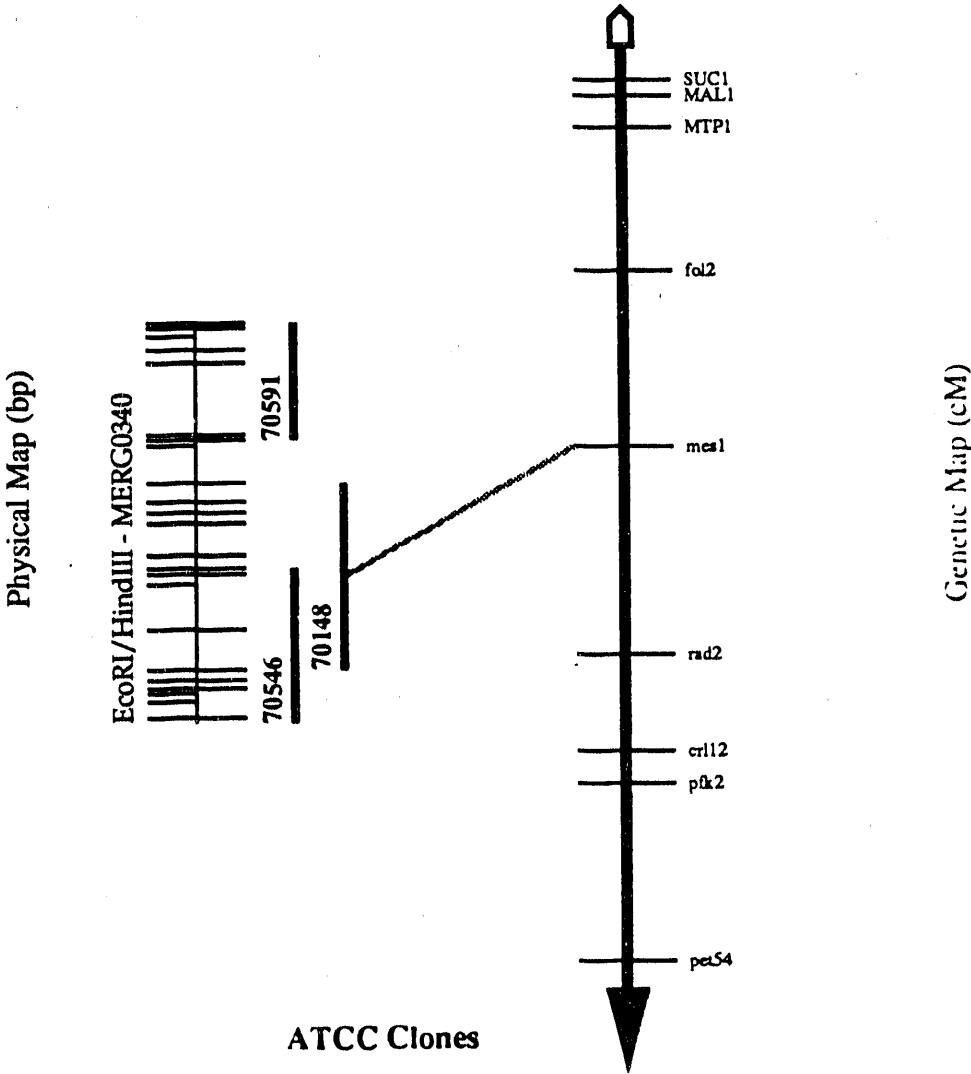 Physical Map (bp)
EcoRI/HindIII - MERG0340
70591
70148
70546
SUC1
MAL1
MTP1
fol2
mes1
rad2
crl12
pfk2
pet54
Genetic Map (cM)
ATCC Clones